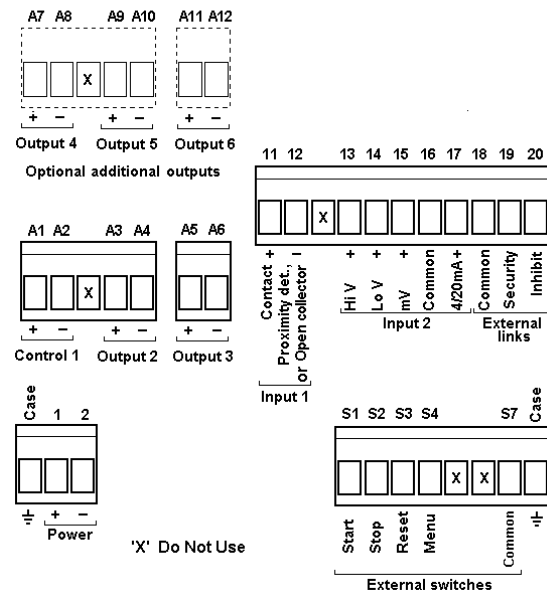 A7 A8 A9 A10 A11 A12
X
+ − + − + −
Output 4 Output 5 Output 6
Optional additional outputs
11 12 13 14 15 16 17 18 19 20
X
Contact +
Proximity det.,
or Open collector −
Hi V +
Lo V +
mV +
Common
4/20mA +
Common
Security
Inhibit
Input 2
External
links
Input 1
A1 A2 A3 A4 A5 A6
X
+ − + − + −
Control 1 Output 2 Output 3
Case 1 2
+ −
Power
'X' Do Not Use
S1 S2 S3 S4 S7 Case
X X
Start
Stop
Reset
Menu
Common
External switches